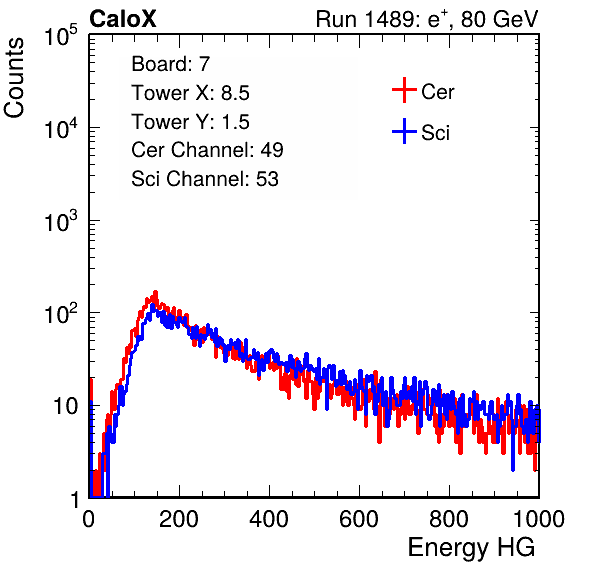 CaloX Run 1489: e⁺, 80 GeV
Counts
10⁵
10⁴
10³
10²
10
1
Board: 7
Tower X: 8.5
Tower Y: 1.5
Cer Channel: 49
Sci Channel: 53
Cer
Sci
0 200 400 600 800 1000
Energy HG